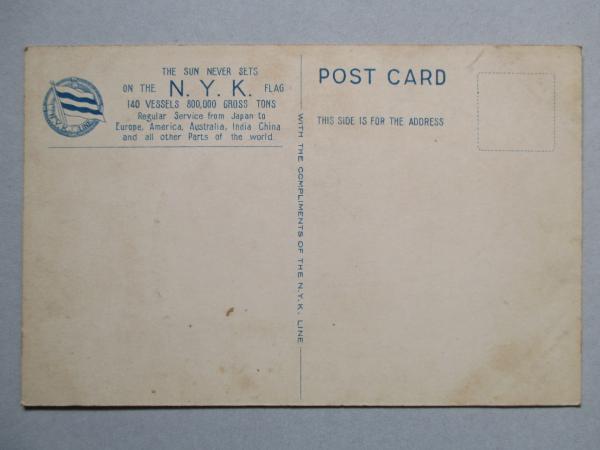 THE SUN NEVER SETS
ON THE N. Y. K. FLAG
140 VESSELS 800,000 GROSS TONS
Regular Service from Japan to
Europe, America, Australia, India China
and all other Parts of the world.
N.Y.K. LINE
WITH THE COMPLIMENTS OF THE N.Y.K. LINE
POST CARD
THIS SIDE IS FOR THE ADDRESS